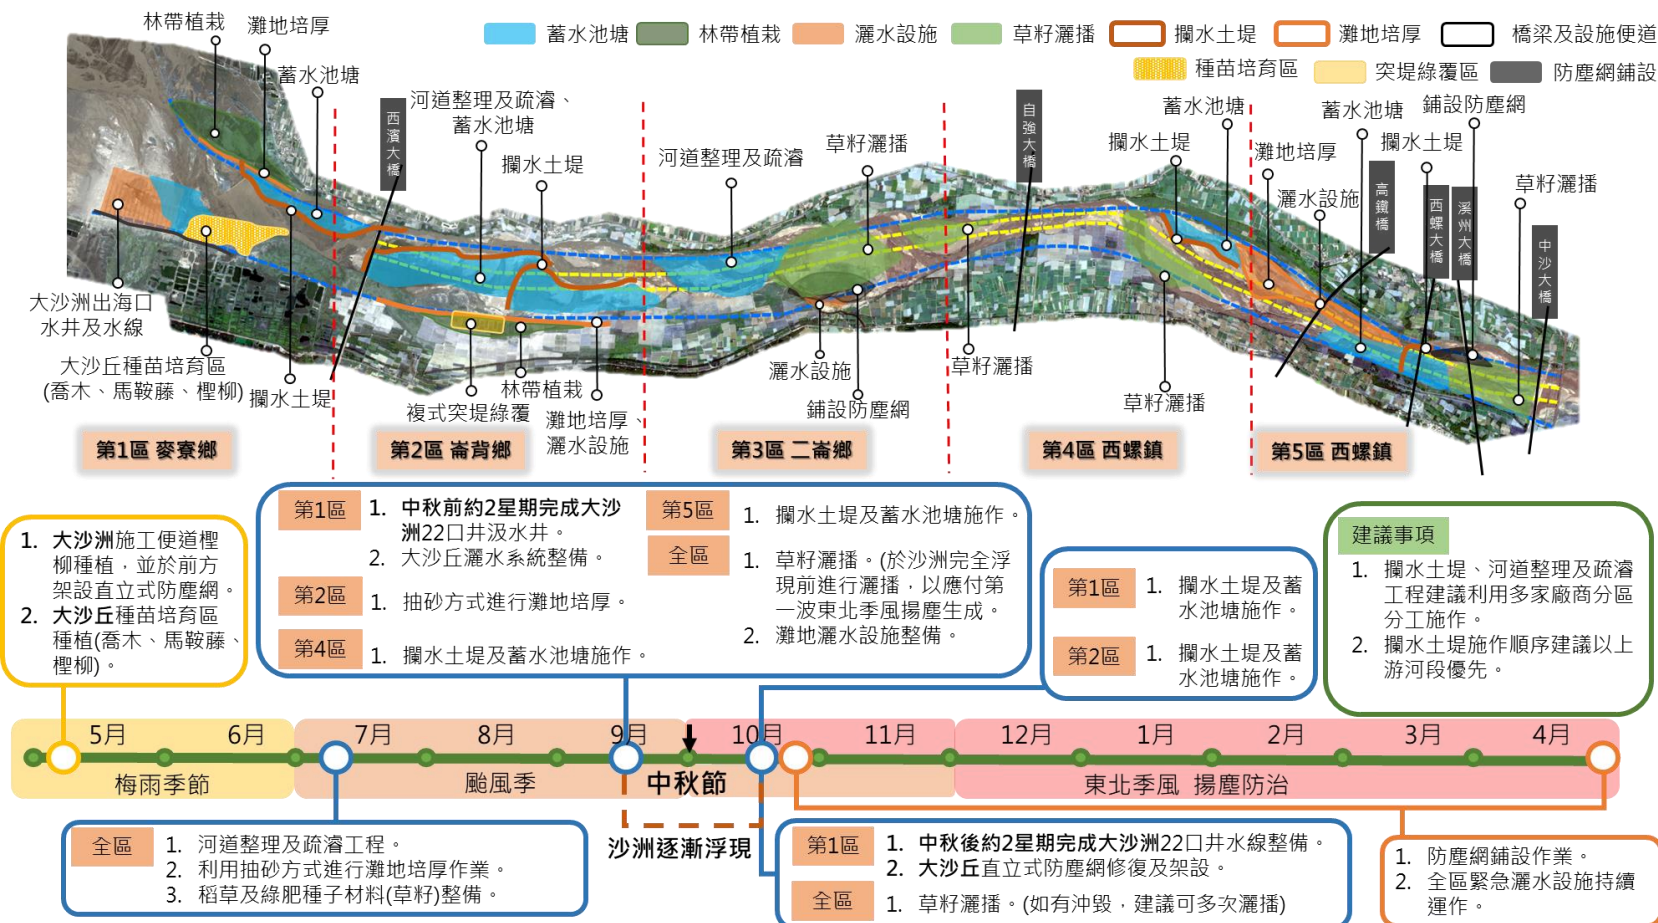 蓄水池塘
林帶植栽
灑水設施
草籽灑播
攔水土堤
灘地培厚
橋梁及設施便道
種苗培育區
突堤綠覆區
防塵網鋪設
林帶植栽
灘地培厚
蓄水池塘
西濱大橋
河道整理及疏濬、
蓄水池塘
攔水土堤
河道整理及疏濬
草籽灑播
自強大橋
攔水土堤
蓄水池塘
灘地培厚
灑水設施
蓄水池塘
高鐵橋
攔水土堤
西螺大橋
溪州大橋
鋪設防塵網
草籽灑播
中沙大橋
大沙洲出海口
水井及水線
大沙丘種苗培育區
(喬木、馬鞍藤、檉柳)
攔水土堤
複式突堤綠覆
林帶植栽
灘地培厚、
灑水設施
灑水設施
鋪設防塵網
草籽灑播
草籽灑播
第1區 麥寮鄉
第2區 崙背鄉
第3區 二崙鄉
第4區 西螺鎮
第5區 西螺鎮
1. 大沙洲施工便道檉
柳種植，並於前方
架設直立式防塵網。
2. 大沙丘種苗培育區
種植(喬木、馬鞍藤、
檉柳)。
第1區
1. 中秋前約2星期完成大沙
洲22口井汲水井。
2. 大沙丘灑水系統整備。
第2區
1. 抽砂方式進行灘地培厚。
第4區
1. 攔水土堤及蓄水池塘施作。
第5區
1. 攔水土堤及蓄水池塘施作。
全區
1. 草籽灑播。(於沙洲完全浮
現前進行灑播，以應付第
一波東北季風揚塵生成。
2. 灘地灑水設施整備。
第1區
1. 攔水土堤及蓄
水池塘施作。
第2區
1. 攔水土堤及蓄
水池塘施作。
建議事項
1. 攔水土堤、河道整理及疏濬
工程建議利用多家廠商分區
分工施作。
2. 攔水土堤施作順序建議以上
游河段優先。
5月
6月
7月
8月
9月
10月
11月
12月
1月
2月
3月
4月
梅雨季節
颱風季
中秋節
東北季風 揚塵防治
沙洲逐漸浮現
全區
1. 河道整理及疏濬工程。
2. 利用抽砂方式進行灘地培厚作業。
3. 稻草及綠肥種子材料(草籽)整備。
第1區
1. 中秋後約2星期完成大沙洲22口井水線整備。
2. 大沙丘直立式防塵網修復及架設。
全區
1. 草籽灑播。(如有沖毀，建議可多次灑播)
1. 防塵網鋪設作業。
2. 全區緊急灑水設施持續
運作。